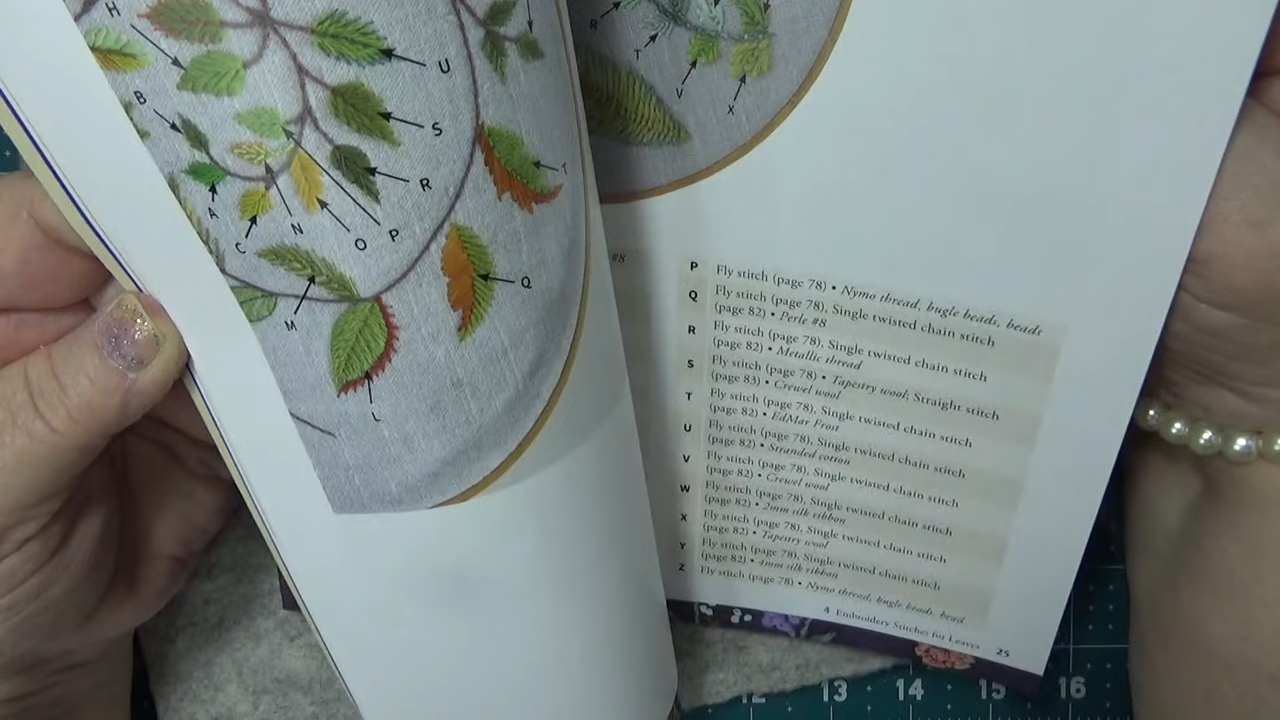 H
U
B
S
R
T
A
C
N
O
P
Q
M
L
R
T
V
X
#8
P Fly stitch (page 78) • Nymo thread, bugle beads, beads
Q Fly stitch (page 78), Single twisted chain stitch
(page 82) • Perle #8
R Fly stitch (page 78), Single twisted chain stitch
(page 82) • Metallic thread
S Fly stitch (page 78) • Tapestry wool; Straight stitch
(page 83) • Crewel wool
T Fly stitch (page 78), Single twisted chain stitch
(page 82) • EdMar Frost
U Fly stitch (page 78), Single twisted chain stitch
(page 82) • Stranded cotton
V Fly stitch (page 78), Single twisted chain stitch
(page 82) • Crewel wool
W Fly stitch (page 78), Single twisted chain stitch
(page 82) • 2mm silk ribbon
X Fly stitch (page 78), Single twisted chain stitch
(page 82) • Tapestry wool
Y Fly stitch (page 78), Single twisted chain stitch
(page 82) • 4mm silk ribbon
Z Fly stitch (page 78) • Nymo thread, bugle beads, bead
4 Embroidery Stitches for Leaves 25
12 13 14 15 16